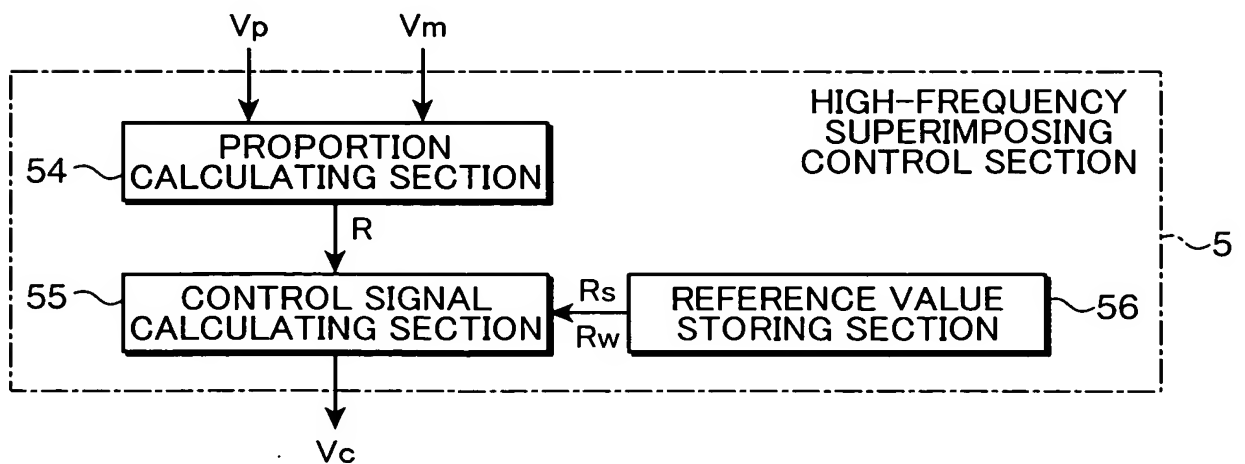 Vp
Vm
HIGH-FREQUENCY
SUPERIMPOSING
CONTROL SECTION
PROPORTION
CALCULATING SECTION
54
R
5
CONTROL SIGNAL
CALCULATING SECTION
55
Rs
Rw
REFERENCE VALUE
STORING SECTION
56
Vc